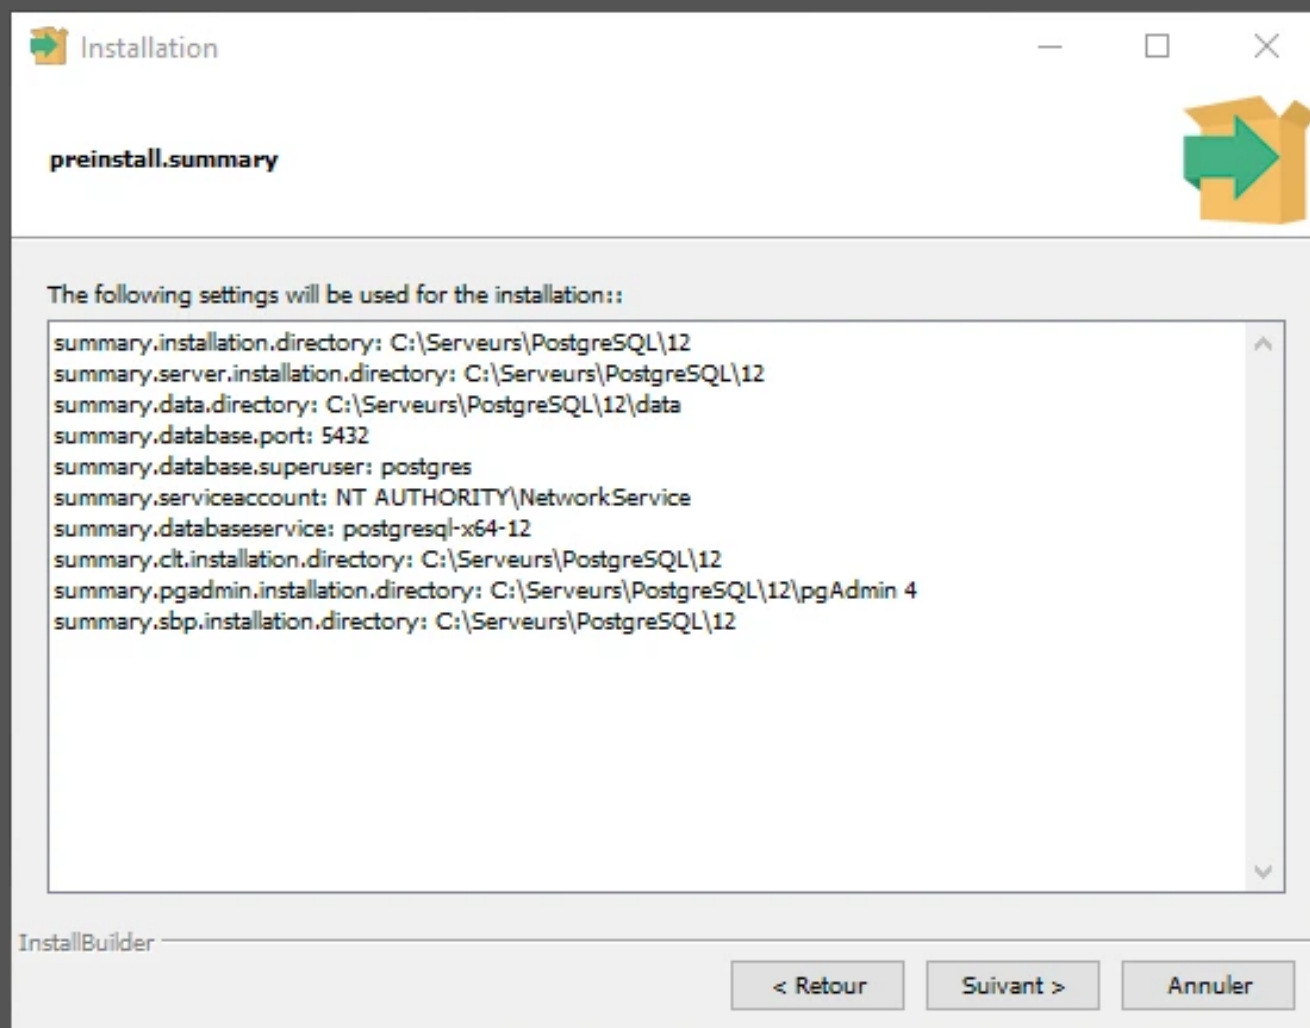 Installation
preinstall.summary
The following settings will be used for the installation::
summary.installation.directory: C:\Serveurs\PostgreSQL\12
summary.server.installation.directory: C:\Serveurs\PostgreSQL\12
summary.data.directory: C:\Serveurs\PostgreSQL\12\data
summary.database.port: 5432
summary.database.superuser: postgres
summary.serviceaccount: NT AUTHORITY\NetworkService
summary.databaseservice: postgresql-x64-12
summary.clt.installation.directory: C:\Serveurs\PostgreSQL\12
summary.pgadmin.installation.directory: C:\Serveurs\PostgreSQL\12\pgAdmin 4
summary.sbp.installation.directory: C:\Serveurs\PostgreSQL\12
InstallBuilder
< Retour Suivant > Annuler